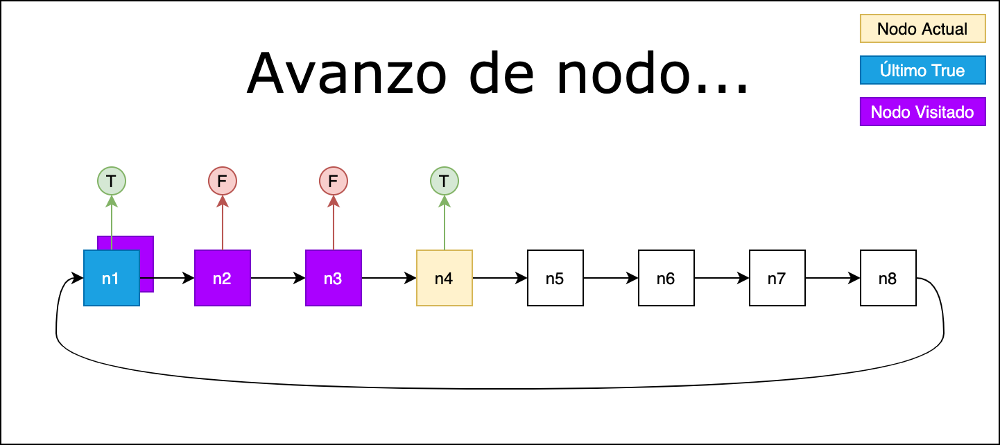 Avanzo de nodo...
Nodo Actual
Último True
Nodo Visitado
T
F
F
T
n1
n2
n3
n4
n5
n6
n7
n8